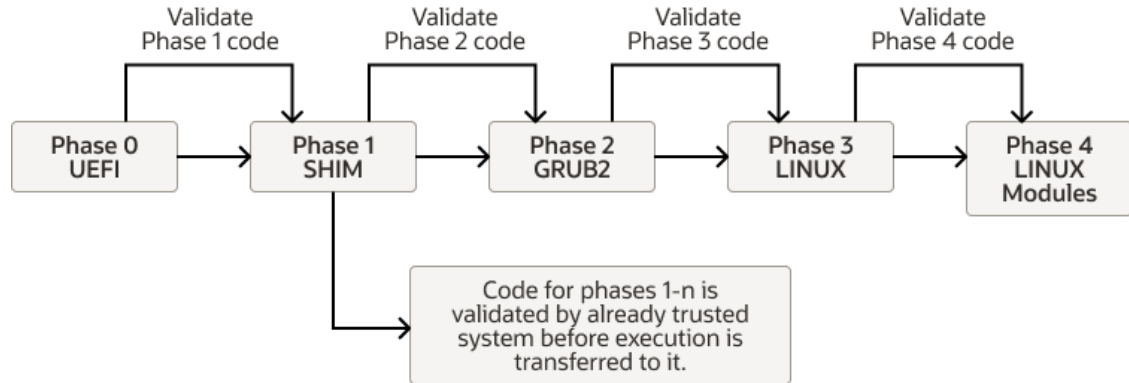 Validate
Phase 1 code
Validate
Phase 2 code
Validate
Phase 3 code
Validate
Phase 4 code
Phase 0
UEFI
Phase 1
SHIM
Phase 2
GRUB2
Phase 3
LINUX
Phase 4
LINUX
Modules
Code for phases 1-n is
validated by already trusted
system before execution is
transferred to it.